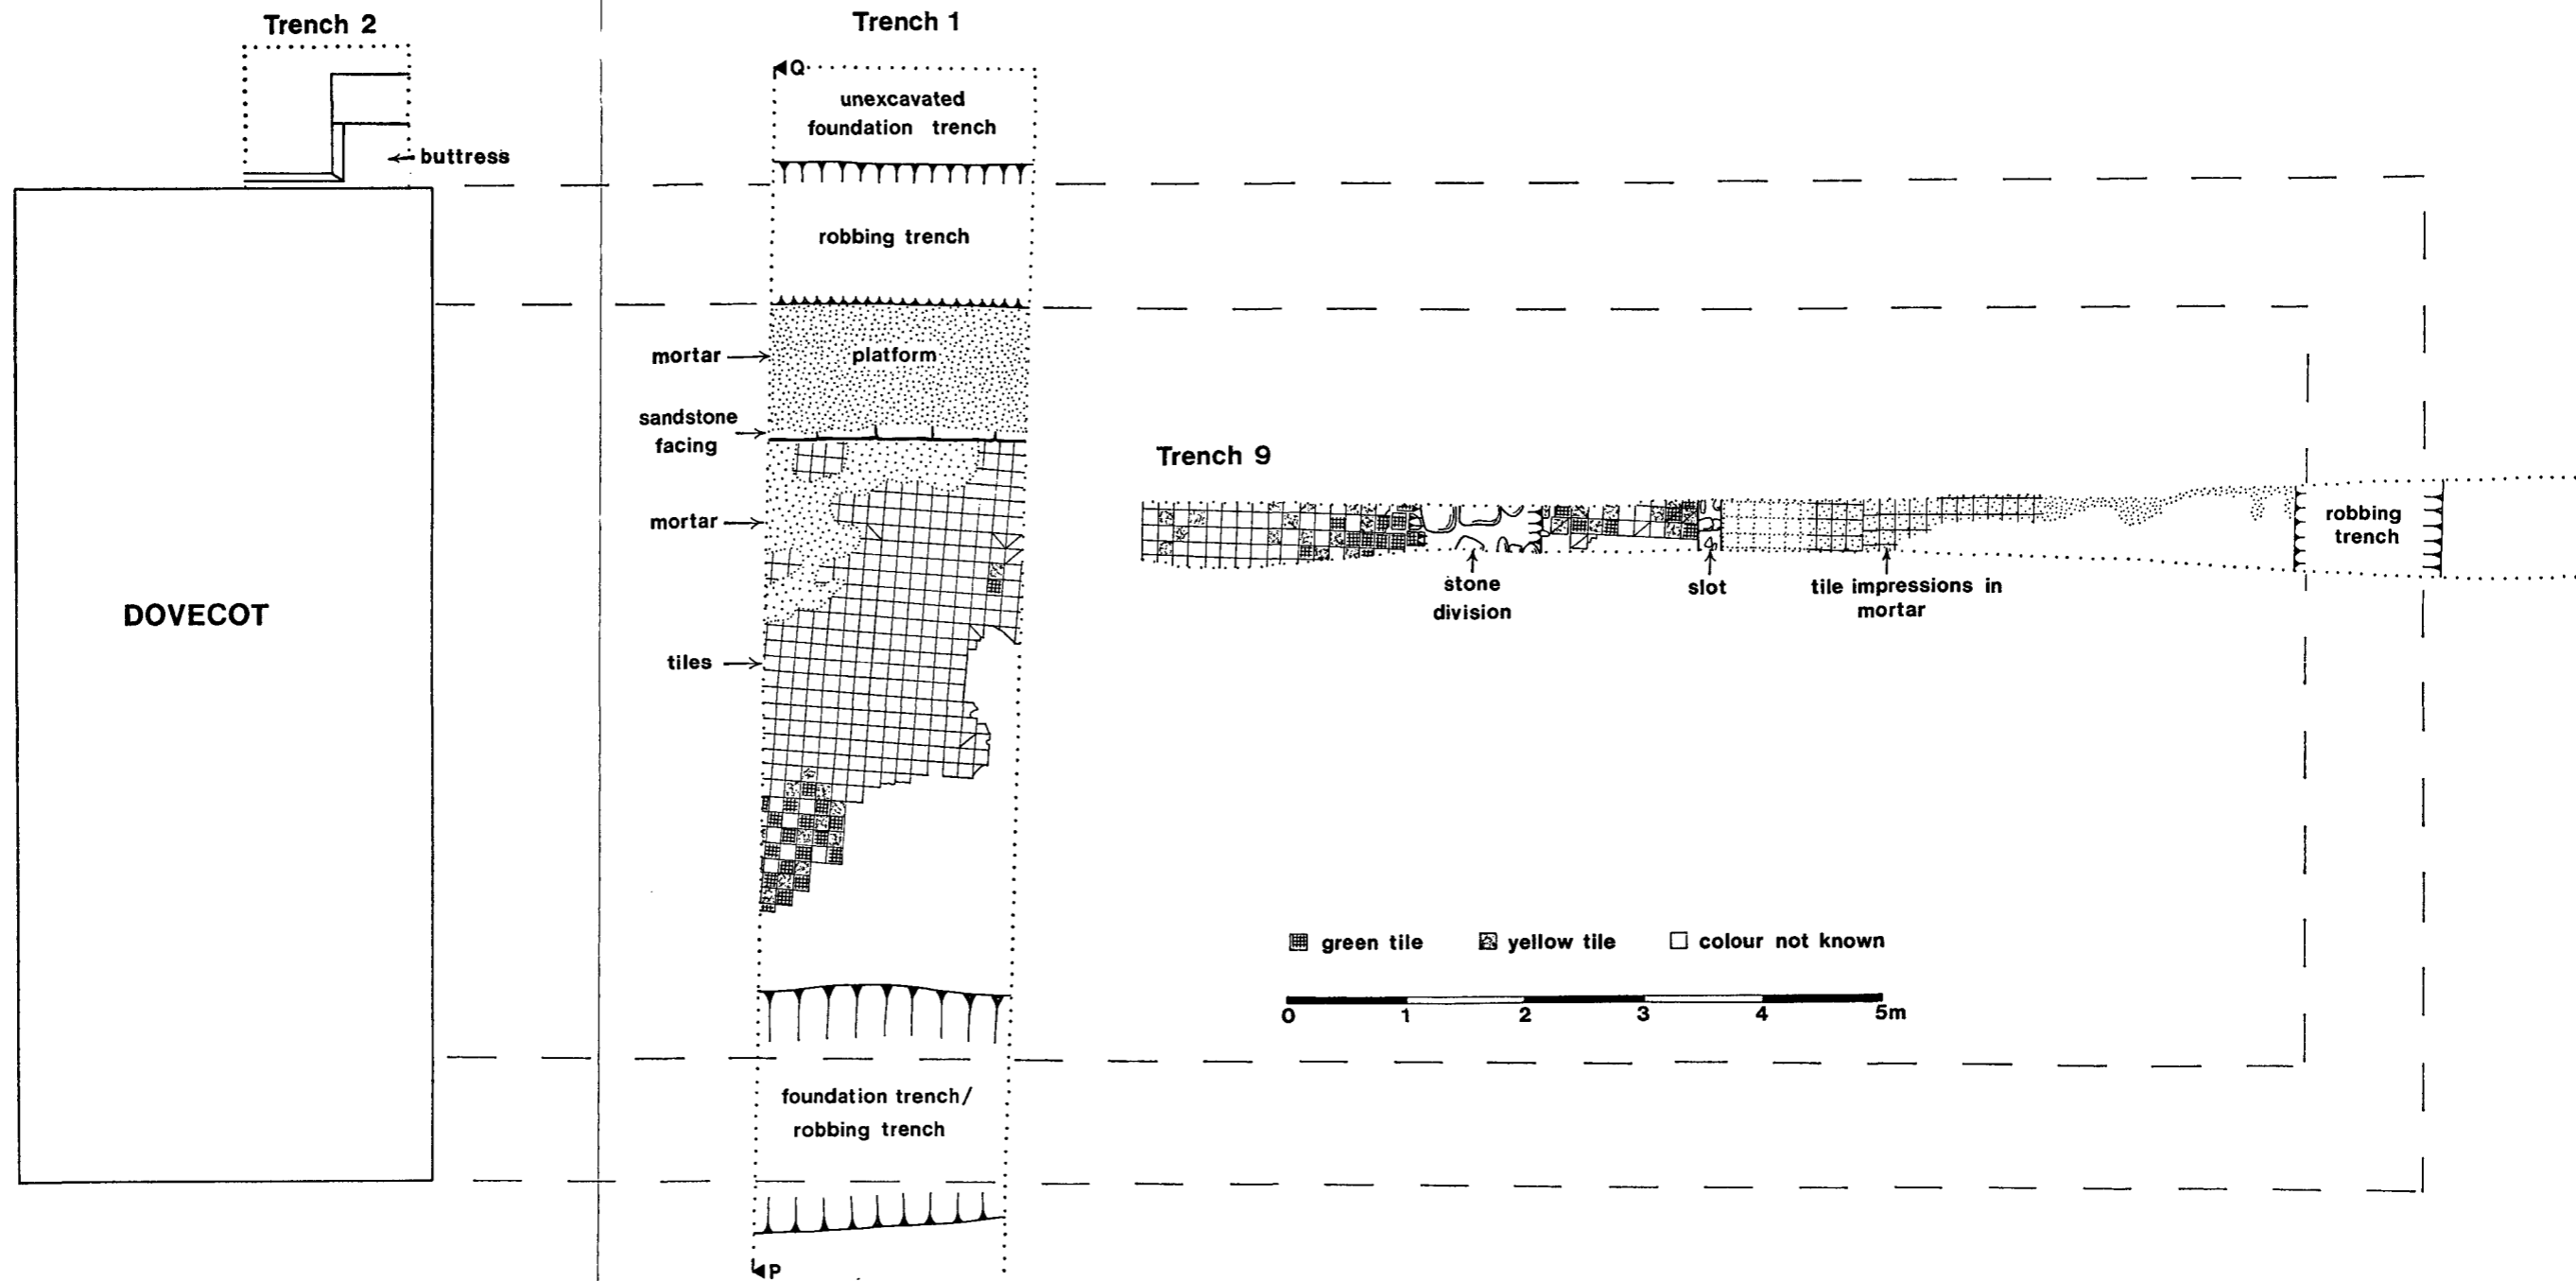 Trench 2
Trench 1
Q
unexcavated
foundation trench
buttress
robbing trench
mortar
platform
sandstone
facing
Trench 9
mortar
robbing
trench
stone
division
slot
tile impressions in
mortar
DOVECOT
tiles
green tile
yellow tile
colour not known
0 1 2 3 4 5m
foundation trench/
robbing trench
P